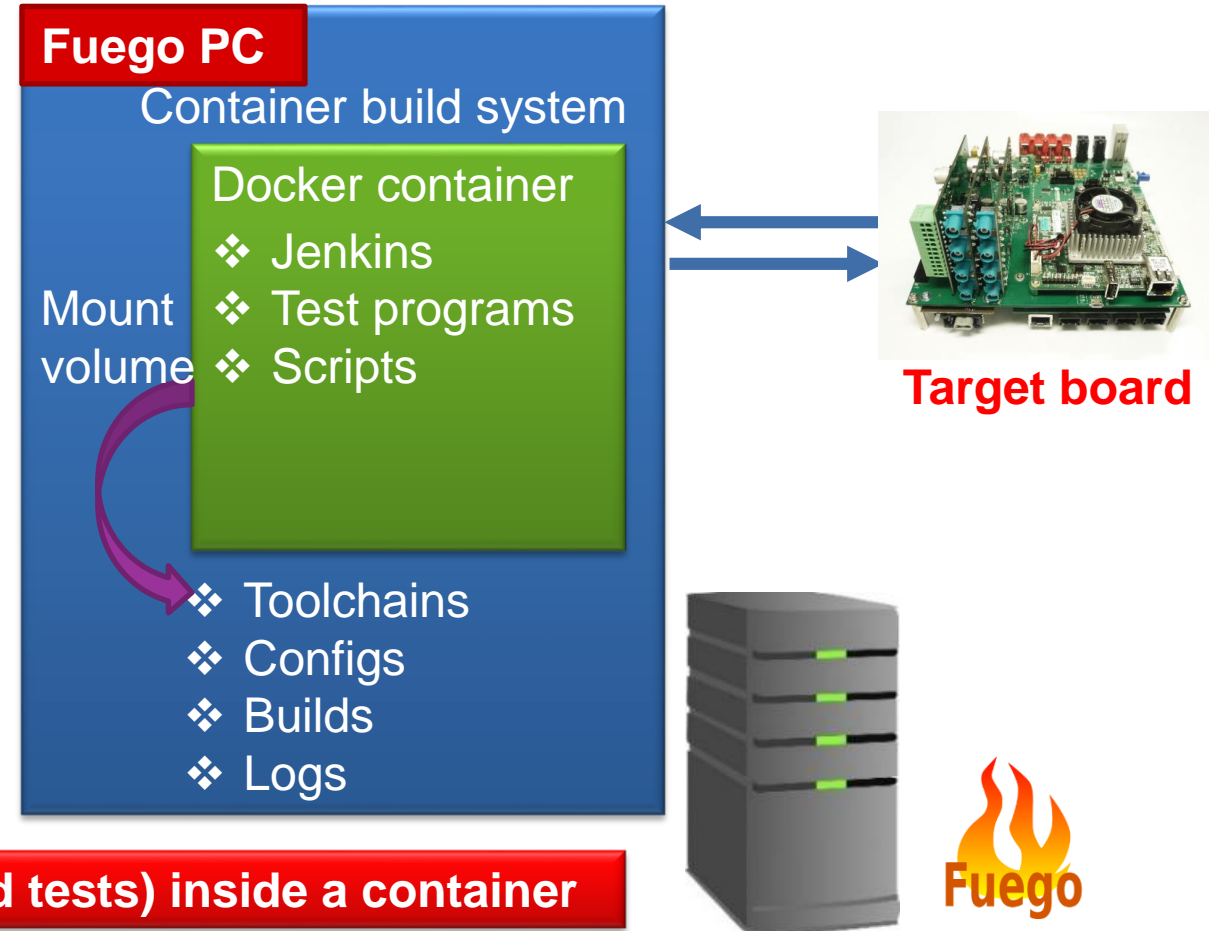 Fuego PC
Container build system
Docker container
❖ Jenkins
❖ Test programs
❖ Scripts
Mount
volume
❖ Toolchains
❖ Configs
❖ Builds
❖ Logs
Target board
tests) inside a container
Fuego